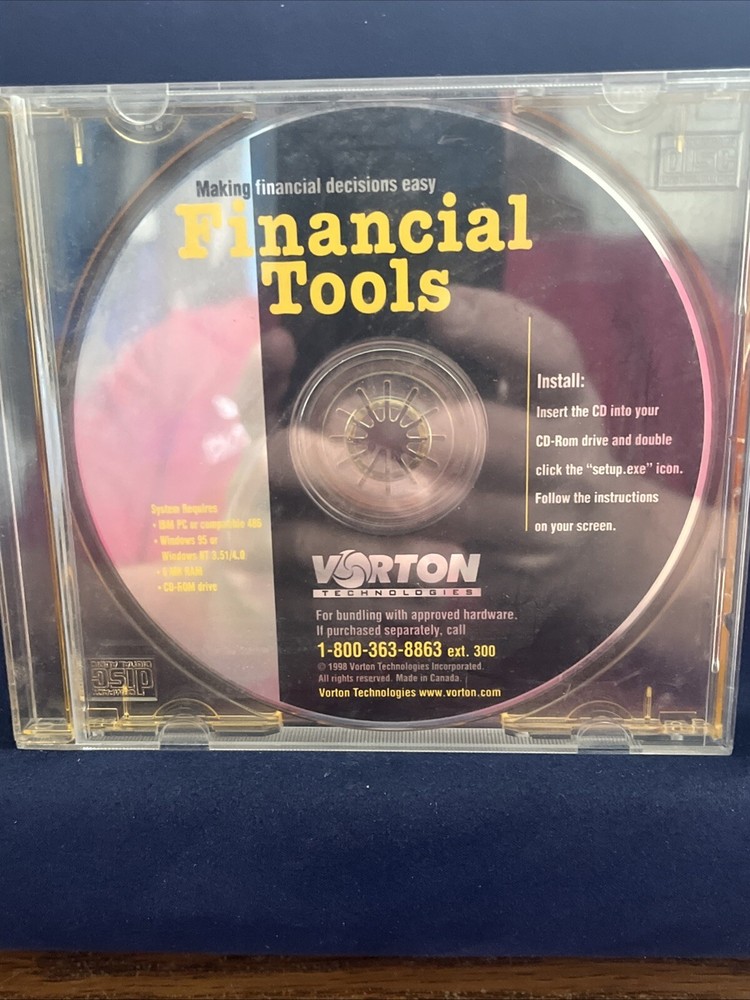 Making financial decisions easy
Financial
Tools
Install:
Insert the CD into your
CD-Rom drive and double
click the "setup.exe" icon.
Follow the instructions
on your screen.
System Requires
• IBM PC or compatible 486
• Windows 95 or
Windows NT 3.51/4.0
• 8 MB RAM
• CD-ROM drive
VORTON
TECHNOLOGIES
For bundling with approved hardware.
If purchased separately, call
1-800-363-8863 ext. 300
© 1998 Vorton Technologies Incorporated.
All rights reserved. Made in Canada.
Vorton Technologies www.vorton.com
disc